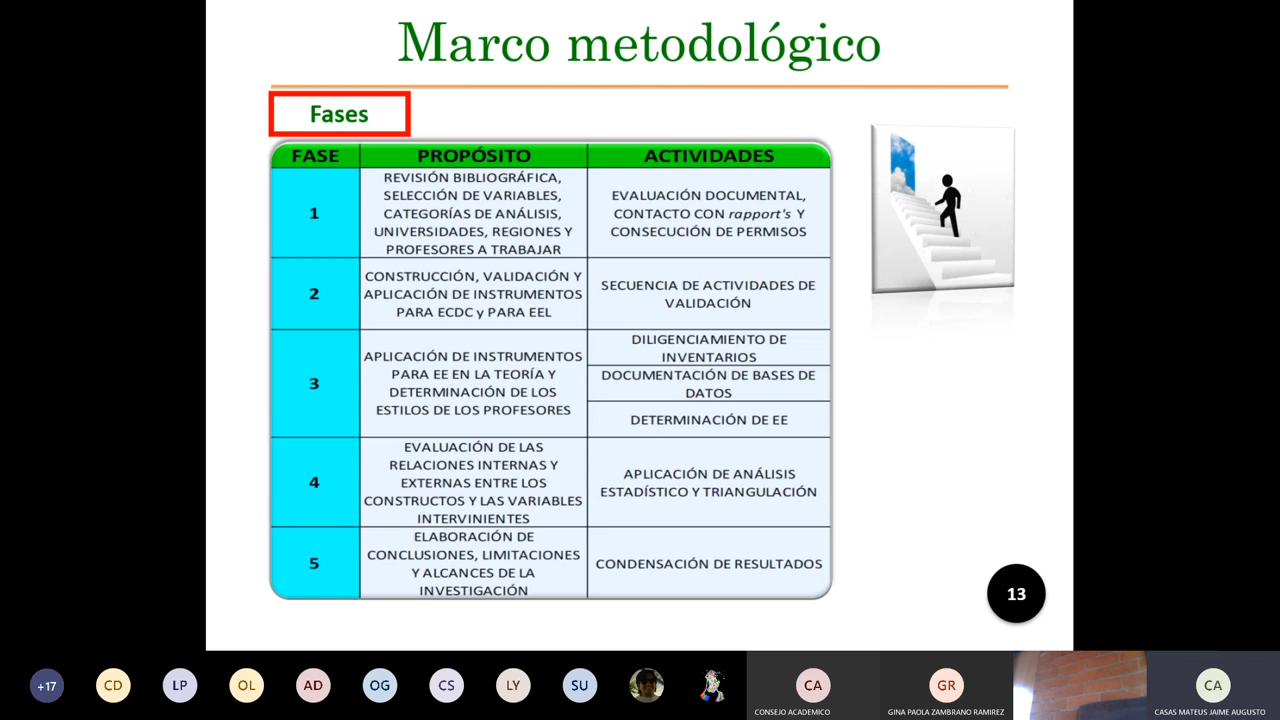 Marco metodológico
Fases
FASE
PROPÓSITO
ACTIVIDADES
1
REVISIÓN BIBLIOGRÁFICA,
SELECCIÓN DE VARIABLES,
CATEGORÍAS DE ANÁLISIS,
UNIVERSIDADES, REGIONES Y
PROFESORES A TRABAJAR
EVALUACIÓN DOCUMENTAL,
CONTACTO CON rapport's Y
CONSECUCIÓN DE PERMISOS
2
CONSTRUCCIÓN, VALIDACIÓN Y
APLICACIÓN DE INSTRUMENTOS
PARA ECDC y PARA EEL
SECUENCIA DE ACTIVIDADES DE
VALIDACIÓN
3
APLICACIÓN DE INSTRUMENTOS
PARA EE EN LA TEORÍA Y
DETERMINACIÓN DE LOS
ESTILOS DE LOS PROFESORES
DILIGENCIAMIENTO DE
INVENTARIOS
DOCUMENTACIÓN DE BASES DE
DATOS
DETERMINACIÓN DE EE
4
EVALUACIÓN DE LAS
RELACIONES INTERNAS Y
EXTERNAS ENTRE LOS
CONSTRUCTOS Y LAS VARIABLES
INTERVINIENTES
APLICACIÓN DE ANÁLISIS
ESTADÍSTICO Y TRIANGULACIÓN
5
ELABORACIÓN DE
CONCLUSIONES, LIMITACIONES
Y ALCANCES DE LA
INVESTIGACIÓN
CONDENSACIÓN DE RESULTADOS
13
+17
CD
LP
OL
AD
OG
CS
LY
SU
CA
CONSEJO ACADEMICO
GR
GINA PAOLA ZAMBRANO RAMIREZ
CA
CASAS MATEUS JAIME AUGUSTO